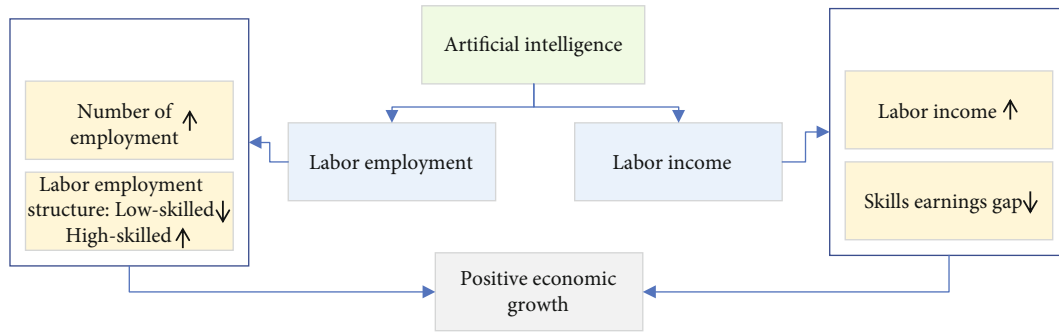 Artificial intelligence
Number of ↑
employment
Labor employment
structure: Low-skilled↓
High-skilled ↑
Labor employment
Labor income
Labor income ↑
Skills earnings gap↓
Positive economic
growth